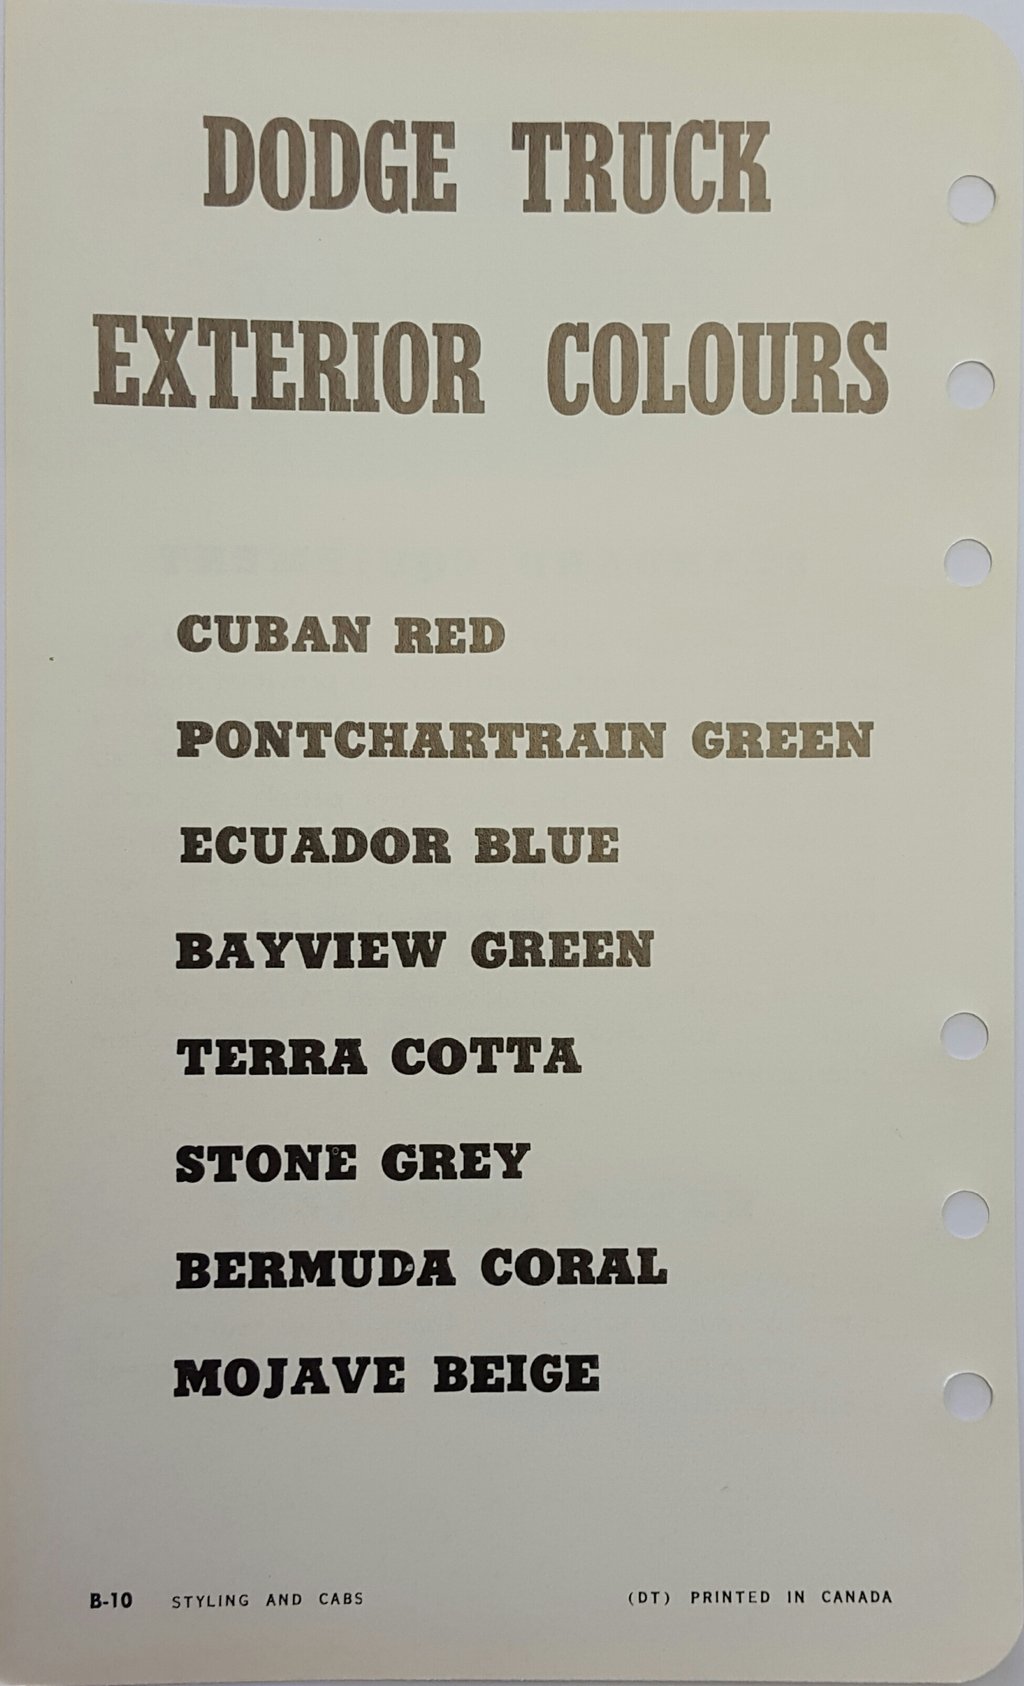 DODGE TRUCK
EXTERIOR COLOURS
CUBAN RED
PONTCHARTRAIN GREEN
ECUADOR BLUE
BAYVIEW GREEN
TERRA COTTA
STONE GREY
BERMUDA CORAL
MOJAVE BEIGE
B-10 STYLING AND CABS (DT) PRINTED IN CANADA